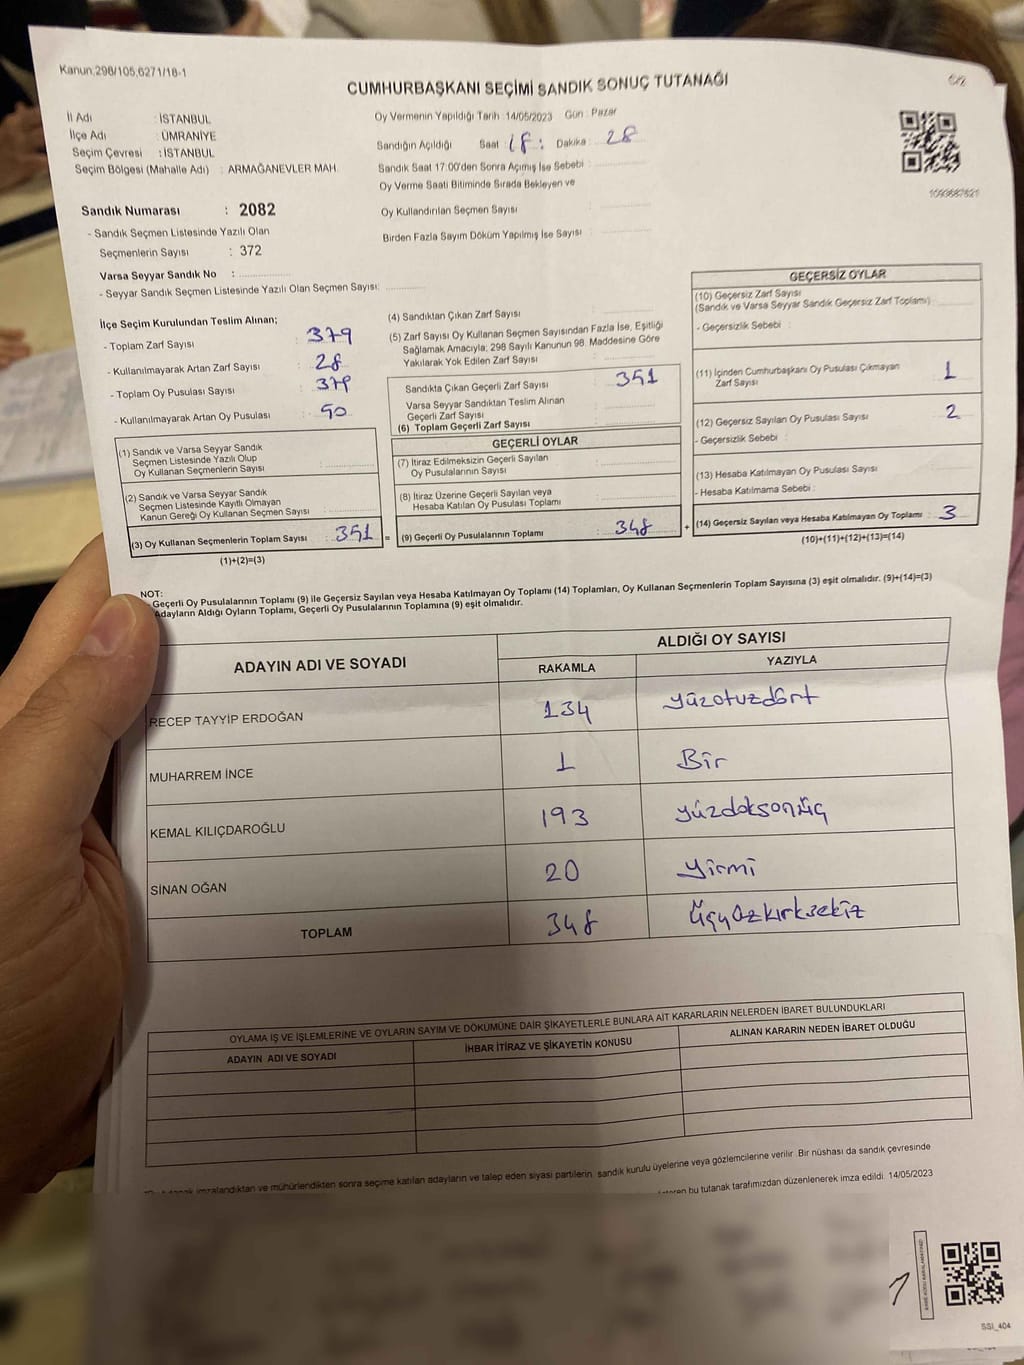 Kanun:298/105,6271/18-1
CUMHURBAŞKANI SEÇİMİ SANDIK SONUÇ TUTANAĞI
İl Adı : İSTANBUL
İlçe Adı : ÜMRANİYE
Seçim Çevresi : İSTANBUL
Seçim Bölgesi (Mahalle Adı) : ARMAĞANEVLER MAH.
Sandık Numarası : 2082
- Sandık Seçmen Listesinde Yazılı Olan
Seçmenlerin Sayısı : 372
Varsa Seyyar Sandık No :
- Seyyar Sandık Seçmen Listesinde Yazılı Olan Seçmen Sayısı:
Oy Vermenin Yapıldığı Tarih :14/05/2023 Gün : Pazar
Sandığın Açıldığı Saat : 18 : Dakika : 28
Sandık Saat 17:00'den Sonra Açılmış İse Sebebi :
Oy Verme Saati Bitiminde Sırada Bekleyen ve
Oy Kullandırılan Seçmen Sayısı :
Birden Fazla Sayım Döküm Yapılmış İse Sayısı :
1093687621
İlçe Seçim Kurulundan Teslim Alınan;
- Toplam Zarf Sayısı : 379
- Kullanılmayarak Artan Zarf Sayısı : 28
- Toplam Oy Pusulası Sayısı : 379
- Kullanılmayarak Artan Oy Pusulası :
(1) Sandık ve Varsa Seyyar Sandık
Seçmen Listesinde Yazılı Olup
Oy Kullanan Seçmenlerin Sayısı :
(2) Sandık ve Varsa Seyyar Sandık
Seçmen Listesinde Kayıtlı Olmayan
Kanun Gereği Oy Kullanan Seçmen Sayısı :
(3) Oy Kullanan Seçmenlerin Toplam Sayısı : 351 =
(1)+(2)=(3)
(4) Sandıktan Çıkan Zarf Sayısı :
(5) Zarf Sayısı Oy Kullanan Seçmen Sayısından Fazla İse, Eşitliği
Sağlamak Amacıyla; 298 Sayılı Kanunun 98. Maddesine Göre
Yakılarak Yok Edilen Zarf Sayısı :
Sandıkta Çıkan Geçerli Zarf Sayısı : 351
Varsa Seyyar Sandıktan Teslim Alınan
Geçerli Zarf Sayısı :
(6) Toplam Geçerli Zarf Sayısı :
GEÇERLİ OYLAR
(7) İtiraz Edilmeksizin Geçerli Sayılan
Oy Pusulalarının Sayısı :
(8) İtiraz Üzerine Geçerli Sayılan veya
Hesaba Katılan Oy Pusulası Toplamı :
(9) Geçerli Oy Pusulalarının Toplamı : 348 +
GEÇERSİZ OYLAR
(10) Geçersiz Zarf Sayısı
(Sandık ve Varsa Seyyar Sandık Geçersiz Zarf Toplamı) :
- Geçersizlik Sebebi :
(11) İçinden Cumhurbaşkanı Oy Pusulası Çıkmayan
Zarf Sayısı : 1
(12) Geçersiz Sayılan Oy Pusulası Sayısı : 2
- Geçersizlik Sebebi :
(13) Hesaba Katılmayan Oy Pusulası Sayısı :
- Hesaba Katılmama Sebebi :
(14) Geçersiz Sayılan veya Hesaba Katılmayan Oy Toplamı : 3
(10)+(11)+(12)+(13)=(14)
NOT:
- Geçerli Oy Pusulalarının Toplamı (9) ile Geçersiz Sayılan veya Hesaba Katılmayan Oy Toplamı (14) Toplamları, Oy Kullanan Seçmenlerin Toplam Sayısına (3) eşit olmalıdır. (9)+(14)=(3)
Adayların Aldığı Oyların Toplamı, Geçerli Oy Pusulalarının Toplamına (9) eşit olmalıdır.
ADAYIN ADI VE SOYADI
ALDIĞI OY SAYISI
RAKAMLA YAZIYLA
RECEP TAYYİP ERDOĞAN 134 yüzotuzdört
MUHARREM İNCE 1 Bir
KEMAL KILIÇDAROĞLU 193 yüzdoksonüç
SİNAN OĞAN 20 yirmi
TOPLAM 348 üçyüzkırksekiz
OYLAMA İŞ VE İŞLEMLERİNE VE OYLARIN SAYIM VE DÖKÜMÜNE DAİR ŞİKAYETLERLE BUNLARA AİT KARARLARIN NELERDEN İBARET BULUNDUKLARI
ADAYIN ADI VE SOYADI İHBAR İTİRAZ VE ŞİKAYETİN KONUSU ALINAN KARARIN NEDEN İBARET OLDUĞU
imzalandıktan ve mühürlendikten sonra seçime katılan adayların ve talep eden siyasi partilerin sandık kurulu üyelerine veya gözlemcilerine verilir. Bir nüshası da sandık çevresinde
bu tutanak tarafımızdan düzenlenerek imza edildi. 14/05/2023
SSI_404